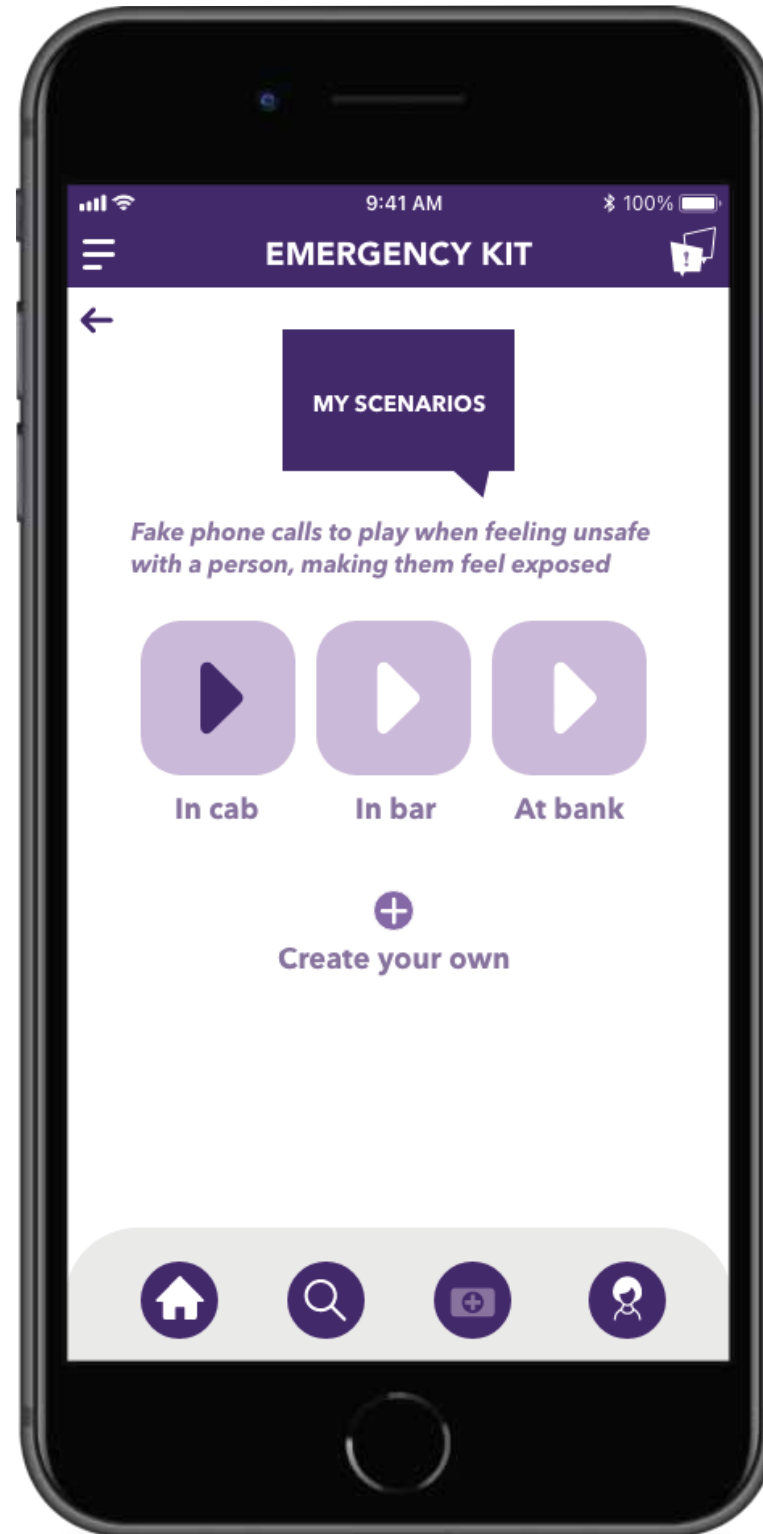 9:41 AM
100%
EMERGENCY KIT
!
MY SCENARIOS
Fake phone calls to play when feeling unsafe
with a person, making them feel exposed
In cab
In bar
At bank
Create your own